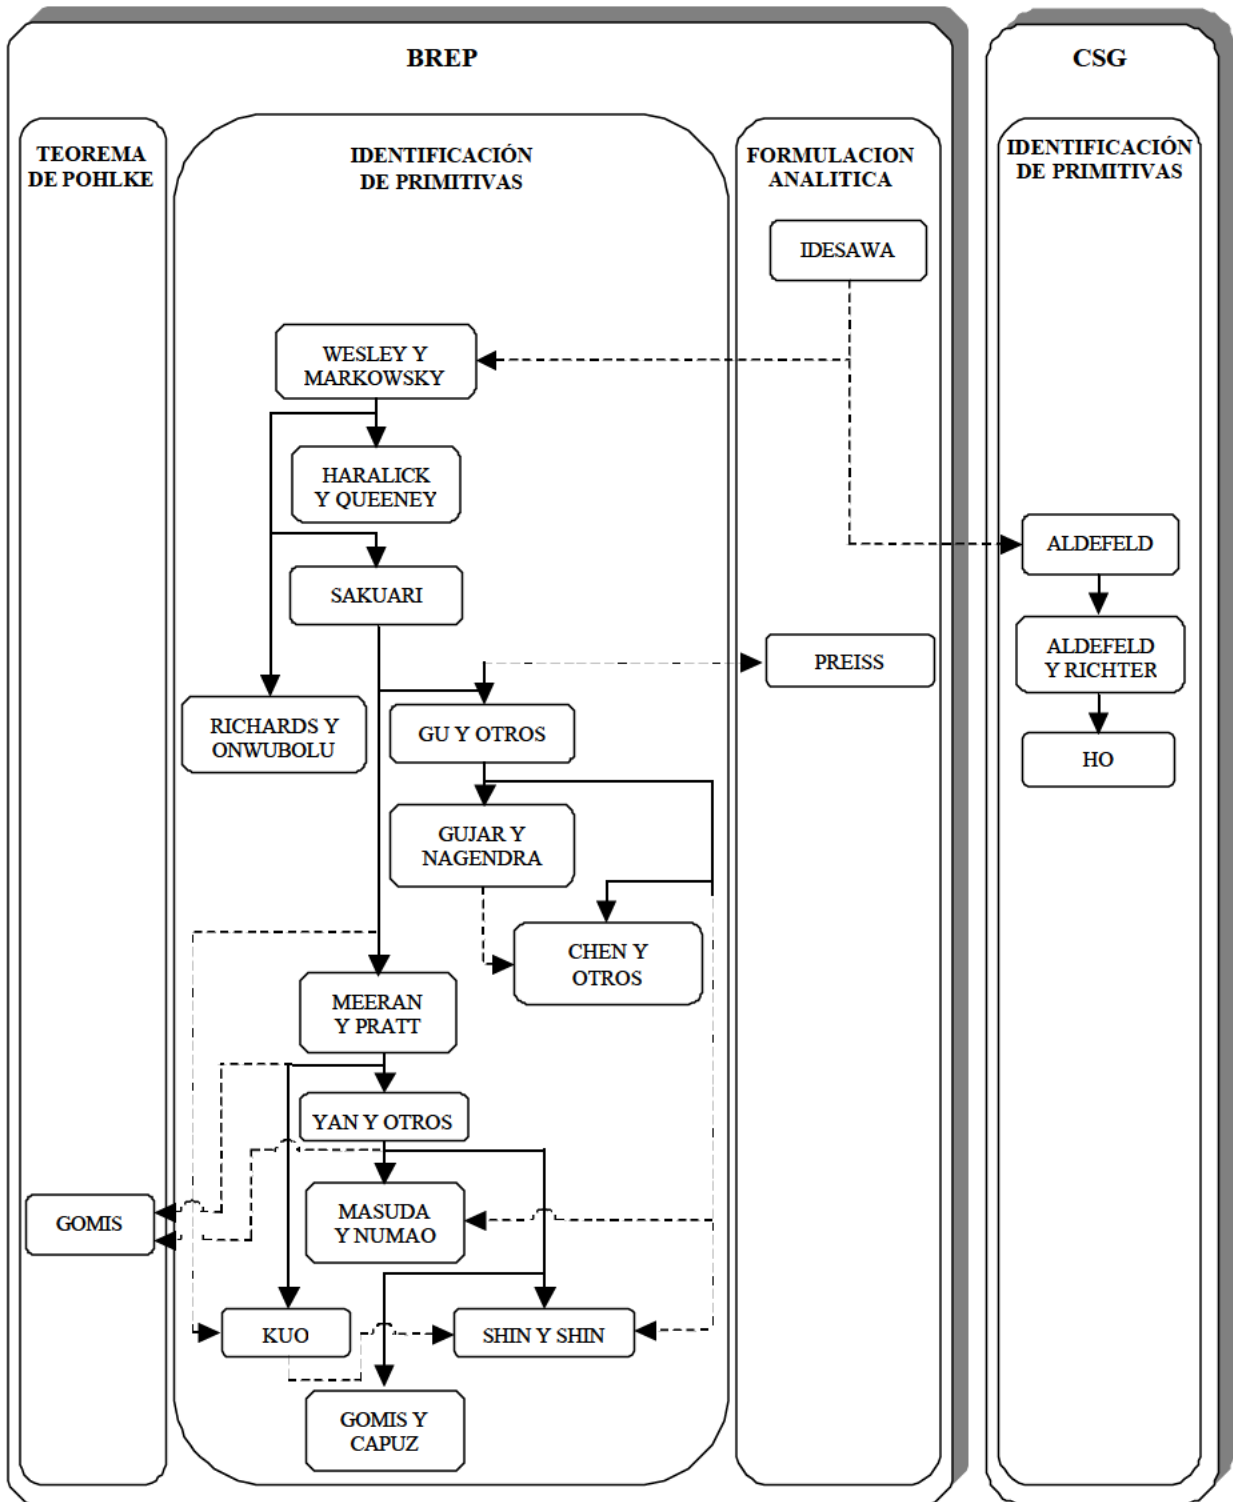 BREP
CSG
TEOREMA
DE POHLKE
IDENTIFICACIÓN
DE PRIMITIVAS
FORMULACION
ANALITICA
IDENTIFICACIÓN
DE PRIMITIVAS
IDESAWA
WESLEY Y
MARKOWSKY
HARALICK
Y QUEENEY
ALDEFELD
SAKUARI
ALDEFELD
Y RICHTER
PREISS
RICHARDS Y
ONWUBOLU
GU Y OTROS
HO
GUJAR Y
NAGENDRA
CHEN Y
OTROS
MEERAN
Y PRATT
YAN Y OTROS
GOMIS
MASUDA
Y NUMAO
KUO
SHIN Y SHIN
GOMIS Y
CAPUZ